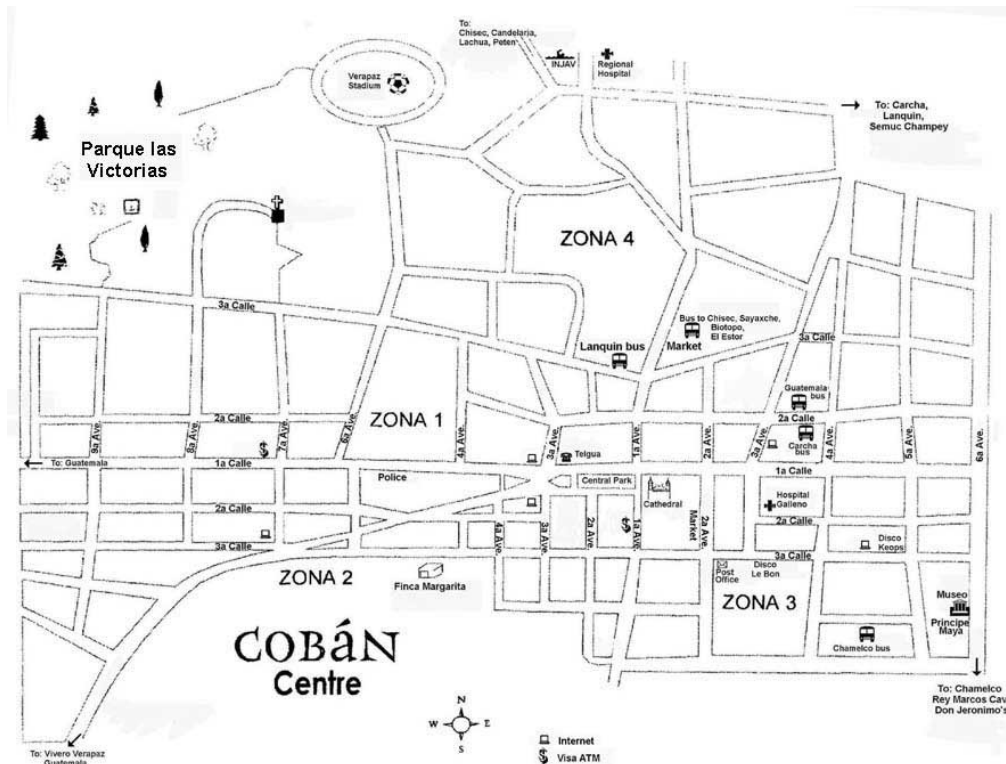 To:
Chisec, Candelaria,
Lachua, Peten
INJAV
Regional
Hospital
Verapaz
Stadium
To: Carcha,
Lanquin,
Semuc Champey
Parque las
Victorias
ZONA 4
3a Calle
Bus to Chisec, Sayaxche,
Biotopo,
El Estor
Lanquin bus
Market
3a Calle
Guatemala
bus
ZONA 1
2a Calle
2a Calle
9a Ave.
8a Ave.
7a Ave.
6a Ave.
4a Ave.
3a Ave.
1a Ave.
2a Ave.
3a Ave.
4a Ave.
5a Ave.
6a Ave.
Carcha
bus
Telgua
To: Guatemala
1a Calle
1a Calle
Police
Central Park
Cathedral
Hospital
Galleno
2a Calle
2a Calle
4a Ave.
3a Ave.
2a Ave.
1a Ave.
2a Ave.
Market
Disco
Keops
3a Calle
3a Calle
ZONA 2
Finca Margarita
Post
Office
Disco
Le Bon
ZONA 3
Museo
Principe
Maya
Chamelco bus
COBáN
Centre
To: Chamelco
Rey Marcos Cav
Don Jeronimo's
N
W
E
S
Internet
Visa ATM
To: Vivero Verapaz
Guatemala